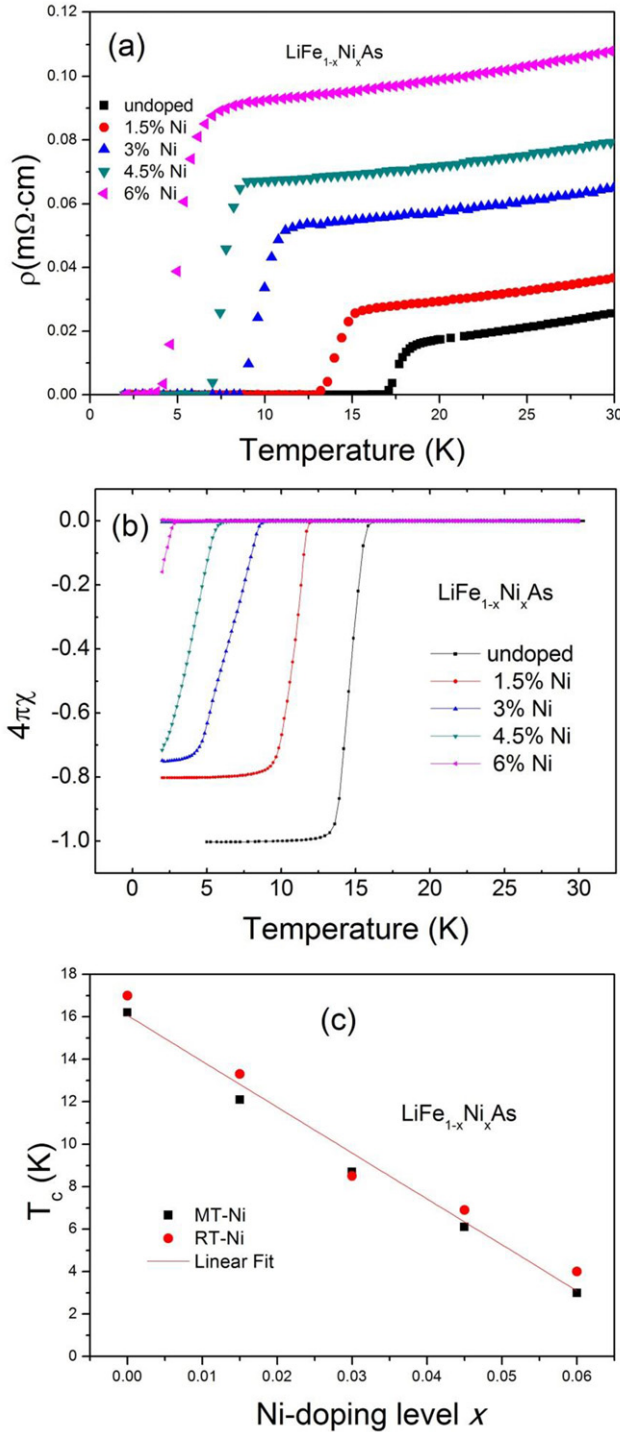 (a)
LiFe1-xNixAs
undoped
1.5% Ni
3% Ni
4.5% Ni
6% Ni
ρ(mΩ·cm)
0.12
0.10
0.08
0.06
0.04
0.02
0.00
0 5 10 15 20 25 30
Temperature (K)
(b)
LiFe1-xNixAs
undoped
1.5% Ni
3% Ni
4.5% Ni
6% Ni
4πχ
0.0
-0.2
-0.4
-0.6
-0.8
-1.0
0 5 10 15 20 25 30
Temperature (K)
(c)
LiFe1-xNixAs
MT-Ni
RT-Ni
Linear Fit
Tc (K)
18
16
14
12
10
8
6
4
2
0
0.00 0.01 0.02 0.03 0.04 0.05 0.06
Ni-doping level x